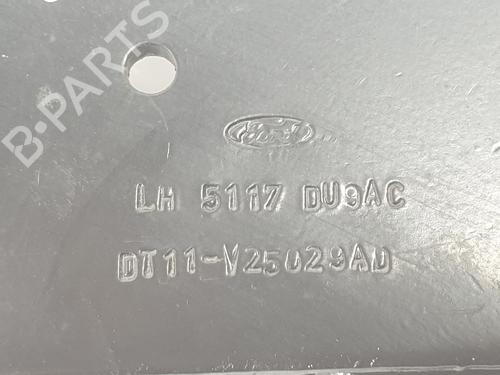 B-PARTS
Ford
LH 5117 DU9AC
DT11-V25029AD